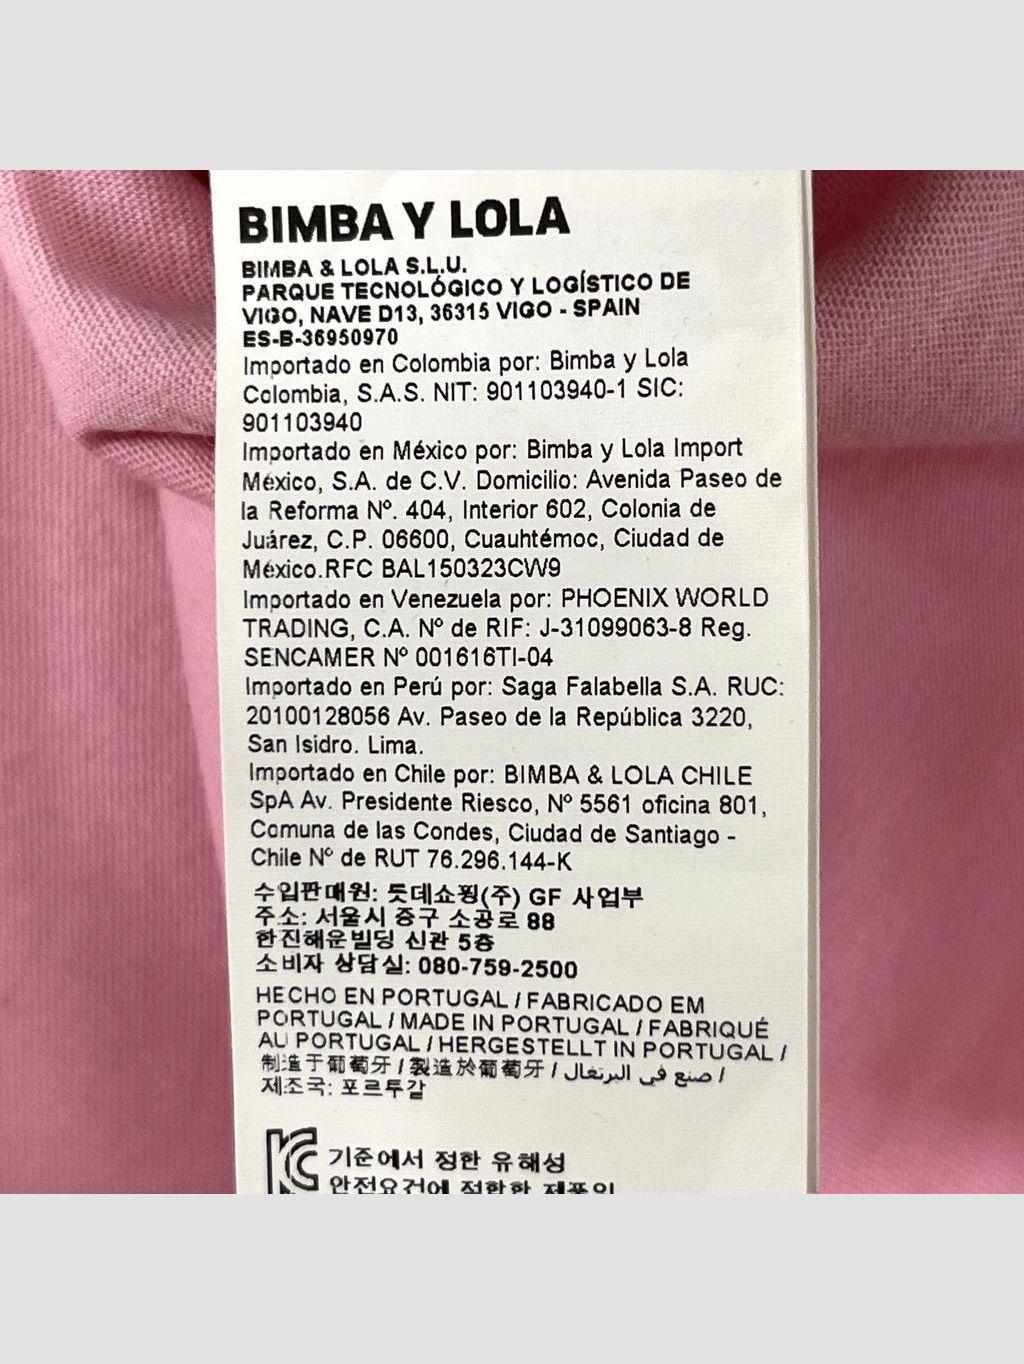 BIMBA Y LOLA
BIMBA & LOLA S.L.U.
PARQUE TECNOLÓGICO Y LOGÍSTICO DE
VIGO, NAVE D13, 36315 VIGO - SPAIN
ES-B-36950970
Importado en Colombia por: Bimba y Lola
Colombia, S.A.S. NIT: 901103940-1 SIC:
901103940
Importado en México por: Bimba y Lola Import
México, S.A. de C.V. Domicilio: Avenida Paseo de
la Reforma Nº. 404, Interior 602, Colonia de
Juárez, C.P. 06600, Cuauhtémoc, Ciudad de
México.RFC BAL150323CW9
Importado en Venezuela por: PHOENIX WORLD
TRADING, C.A. Nº de RIF: J-31099063-8 Reg.
SENCAMER Nº 001616TI-04
Importado en Perú por: Saga Falabella S.A. RUC:
20100128056 Av. Paseo de la República 3220,
San Isidro. Lima.
Importado en Chile por: BIMBA & LOLA CHILE
SpA Av. Presidente Riesco, Nº 5561 oficina 801,
Comuna de las Condes, Ciudad de Santiago -
Chile Nº de RUT 76.296.144-K
수입판매원: 롯데쇼핑(주) GF 사업부
주소: 서울시 중구 소공로 88
한진해운빌딩 신관 5층
소비자 상담실: 080-759-2500
HECHO EN PORTUGAL / FABRICADO EM
PORTUGAL / MADE IN PORTUGAL / FABRIQUÉ
AU PORTUGAL / HERGESTELLT IN PORTUGAL /
制造于葡萄牙 / 製造於葡萄牙 / صنع في البرتغال /
제조국: 포르투갈
기준에서 정한 유해성
안전요건에 적합한 제품임